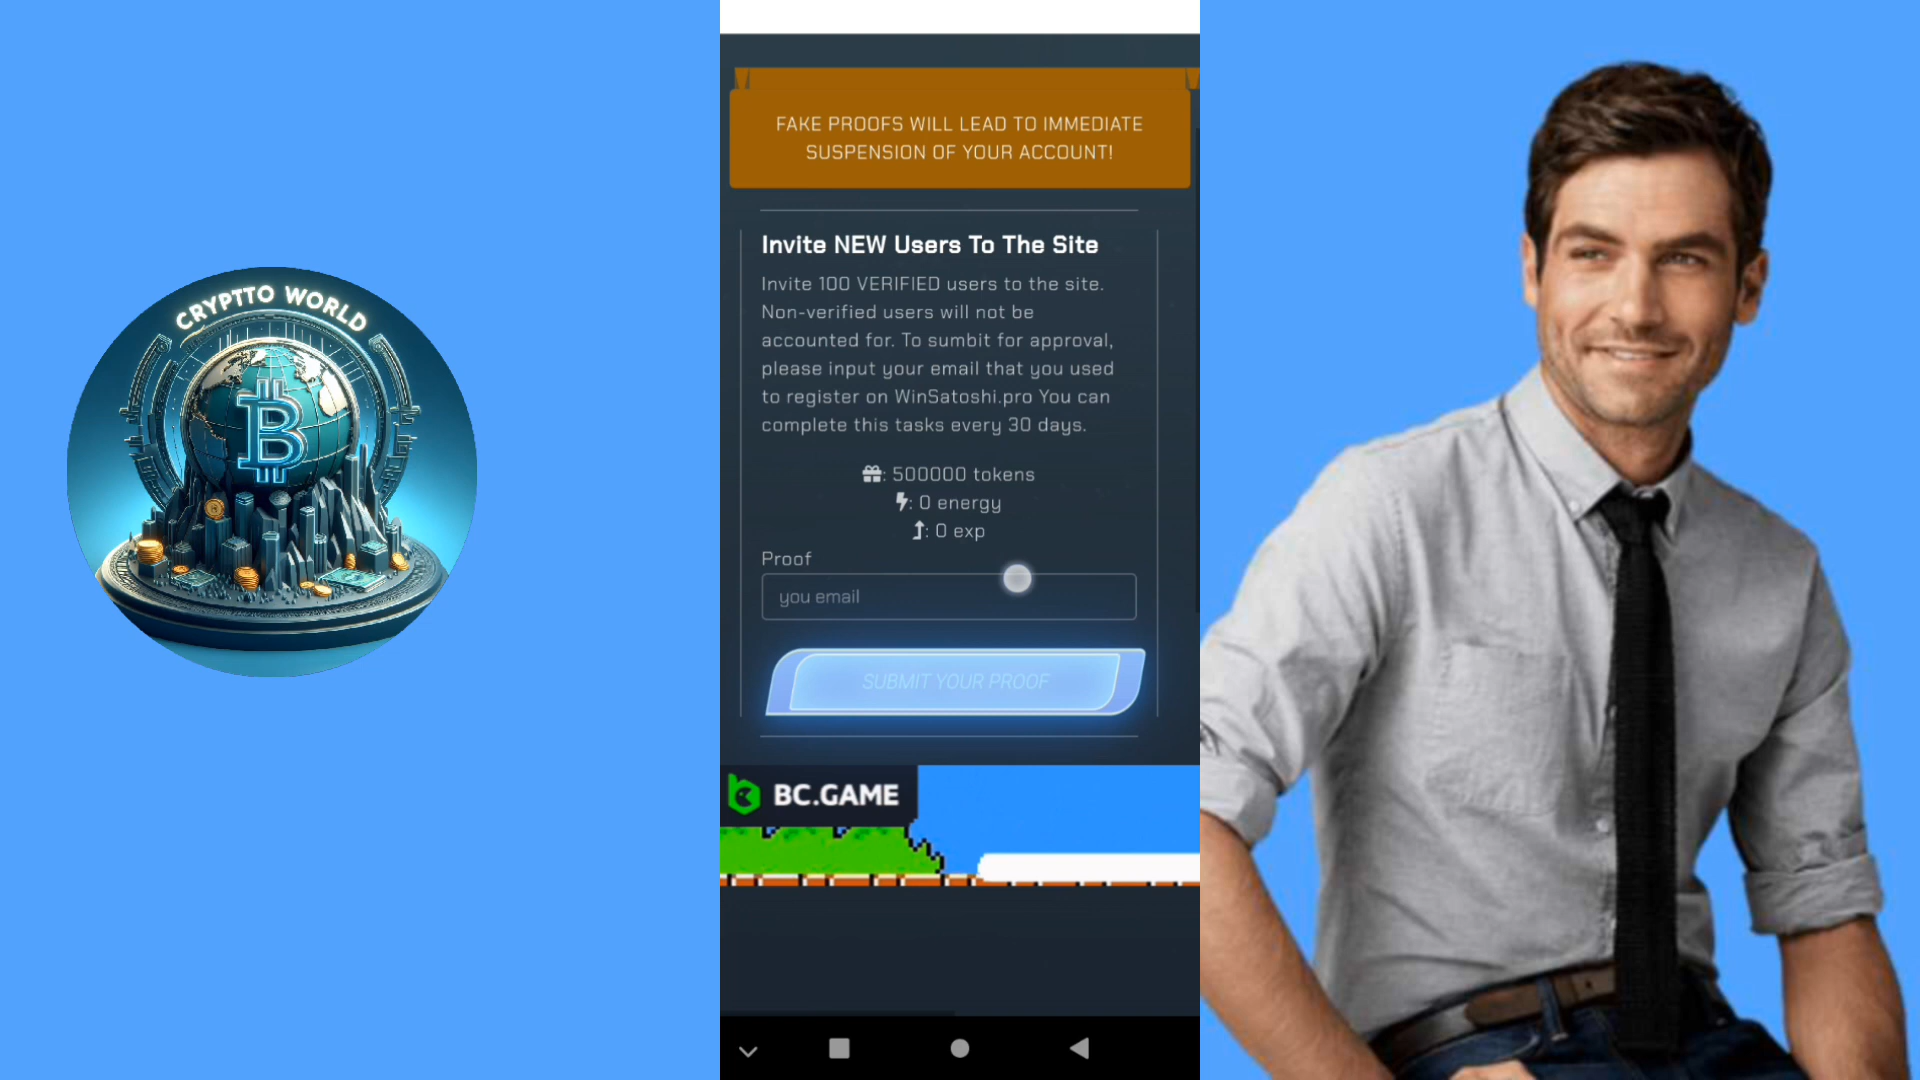 CRYPTTO WORLD
FAKE PROOFS WILL LEAD TO IMMEDIATE
SUSPENSION OF YOUR ACCOUNT!
Invite NEW Users To The Site
Invite 100 VERIFIED users to the site.
Non-verified users will not be
accounted for. To sumbit for approval,
please input your email that you used
to register on WinSatoshi.pro You can
complete this tasks every 30 days.
: 500000 tokens
: 0 energy
: 0 exp
Proof
you email
SUBMIT YOUR PROOF
BC.GAME